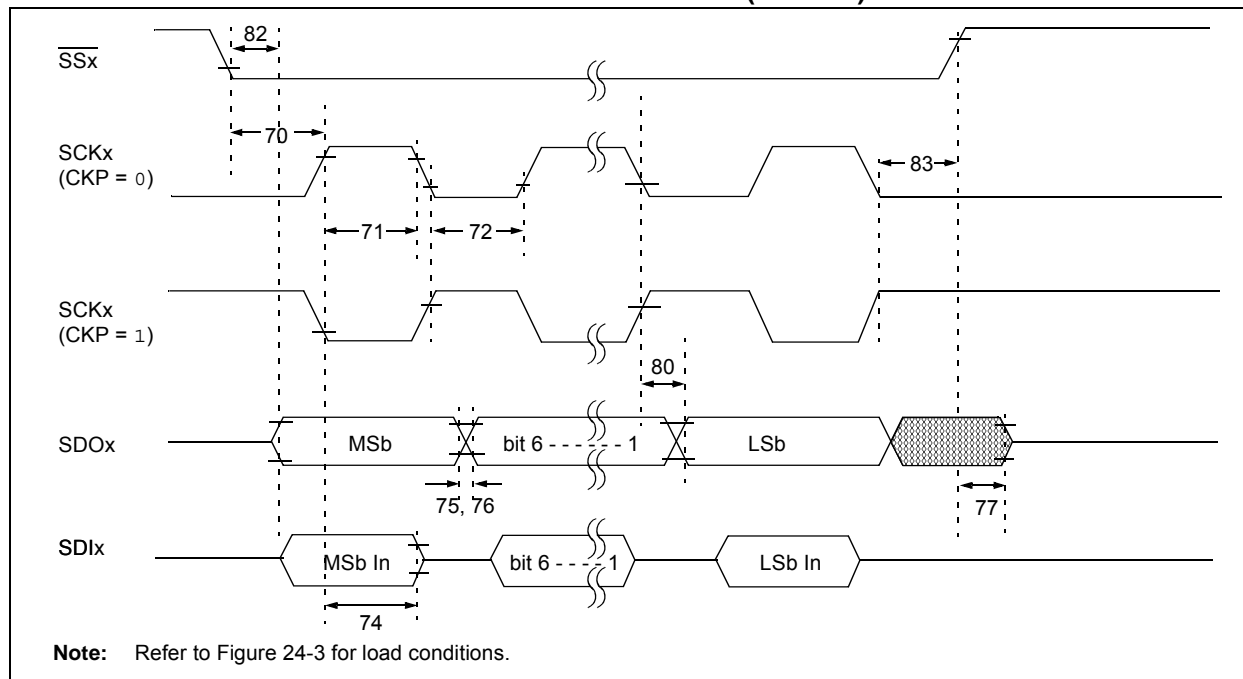 82
SSx
70
SCKx
(CKP = 0)
83
71
72
SCKx
(CKP = 1)
80
SDOx
MSb
bit 6 - - - - - - 1
LSb
75, 76
77
SDIx
MSb In
bit 6 - - - - 1
LSb In
74
Note: Refer to Figure 24-3 for load conditions.